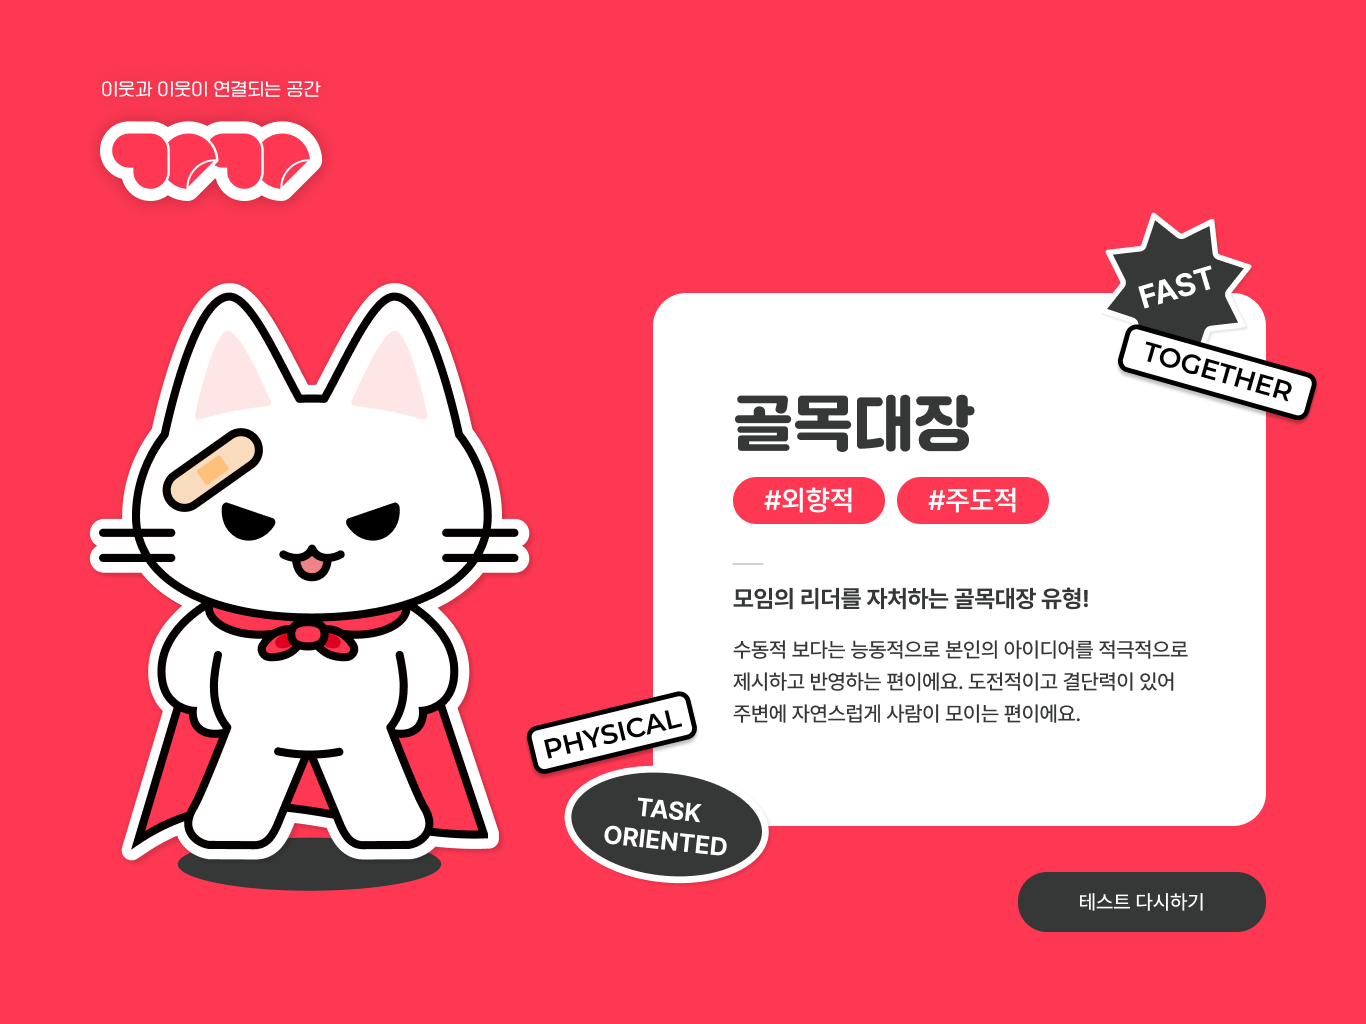 이웃과 이웃이 연결되는 공간
FAST
TOGETHER
골목대장
#외향적 #주도적
모임의 리더를 자처하는 골목대장 유형!
수동적 보다는 능동적으로 본인의 아이디어를 적극적으로
제시하고 반영하는 편이에요. 도전적이고 결단력이 있어
주변에 자연스럽게 사람이 모이는 편이에요.
PHYSICAL
TASK
ORIENTED
테스트 다시하기